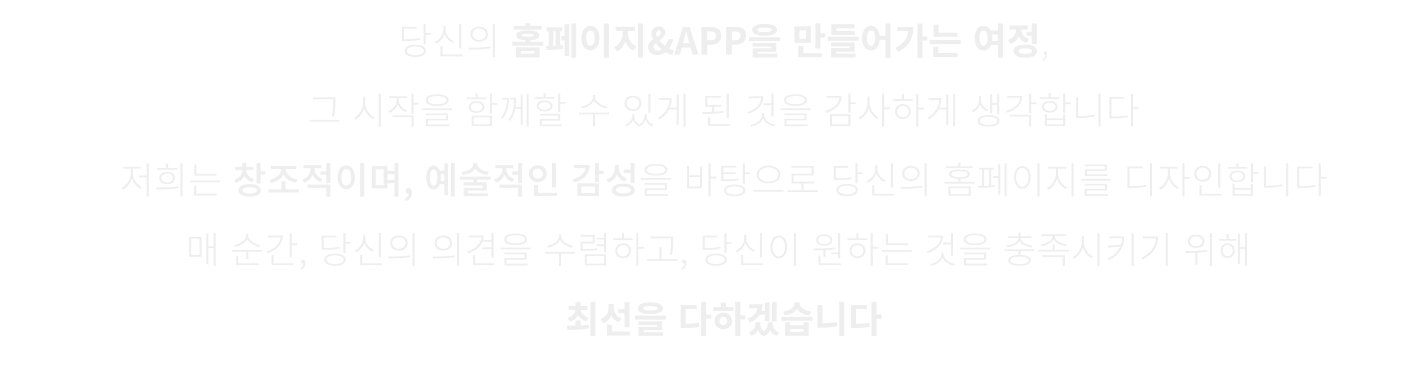 당신의 홈페이지&APP을 만들어가는 여정,
그 시작을 함께할 수 있게 된 것을 감사하게 생각합니다
저희는 창조적이며, 예술적인 감성을 바탕으로 당신의 홈페이지를 디자인합니다
매 순간, 당신의 의견을 수렴하고, 당신이 원하는 것을 충족시키기 위해
최선을 다하겠습니다